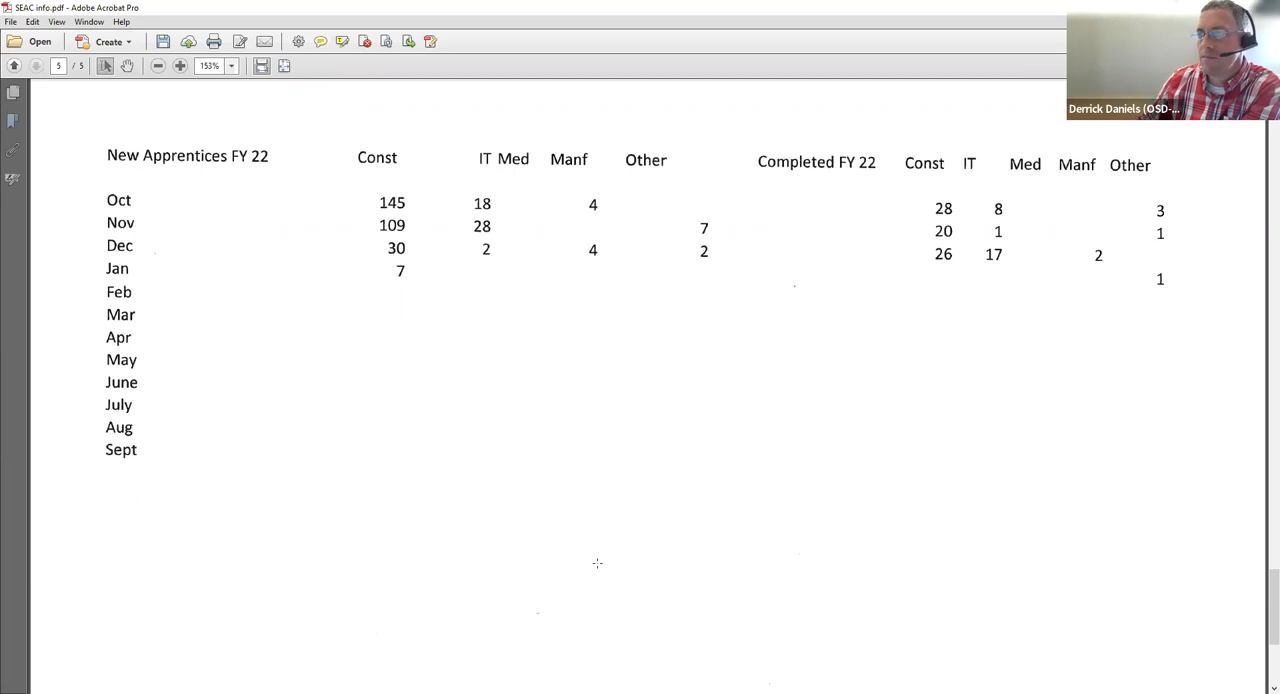 SEAC info.pdf - Adobe Acrobat Pro
File Edit View Window Help
Open Create
5 / 5 153%
Derrick Daniels (OSD-...
New Apprentices FY 22 Const IT Med Manf Other Completed FY 22 Const IT Med Manf Other
Oct 145 18 4 28 8 3
Nov 109 28 7 20 1 1
Dec 30 2 4 2 26 17 2
Jan 7 1
Feb
Mar
Apr
May
June
July
Aug
Sept